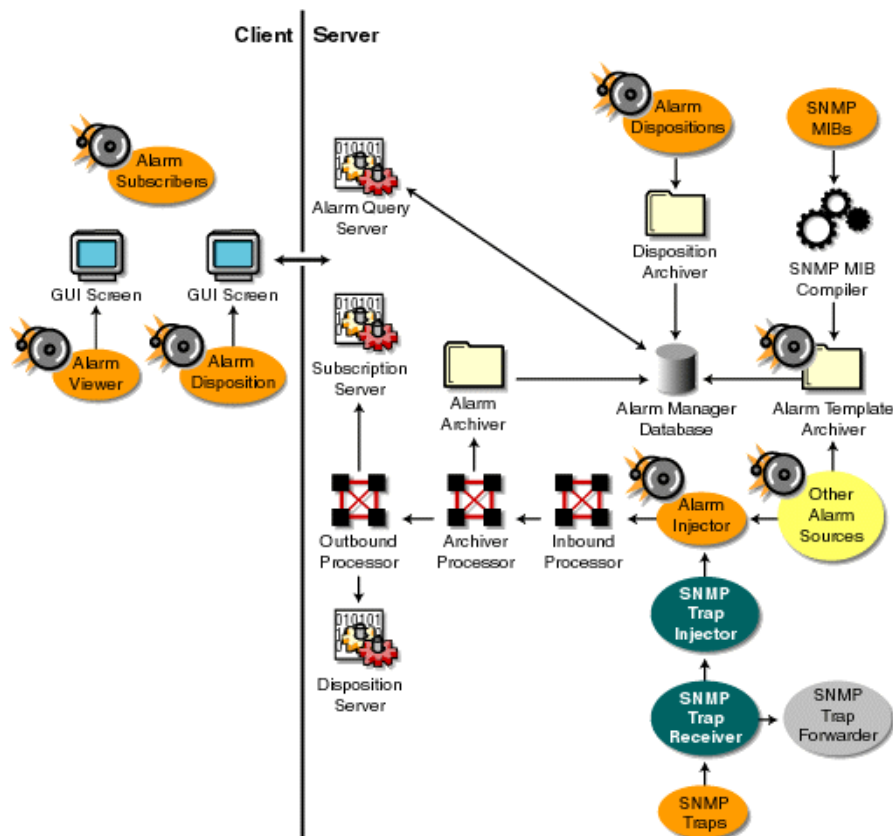 Client
Server
Alarm
Dispositions
SNMP
MIBs
Alarm
Subscribers
Alarm Query
Server
Disposition
Archiver
SNMP MIB
Compiler
GUI Screen
GUI Screen
Alarm
Viewer
Alarm
Disposition
Subscription
Server
Alarm
Archiver
Alarm Manager
Database
Alarm Template
Archiver
Outbound
Processor
Archiver
Processor
Inbound
Processor
Alarm
Injector
Other
Alarm
Sources
SNMP
Trap
Injector
Disposition
Server
SNMP
Trap
Receiver
SNMP
Trap
Forwarder
SNMP
Traps